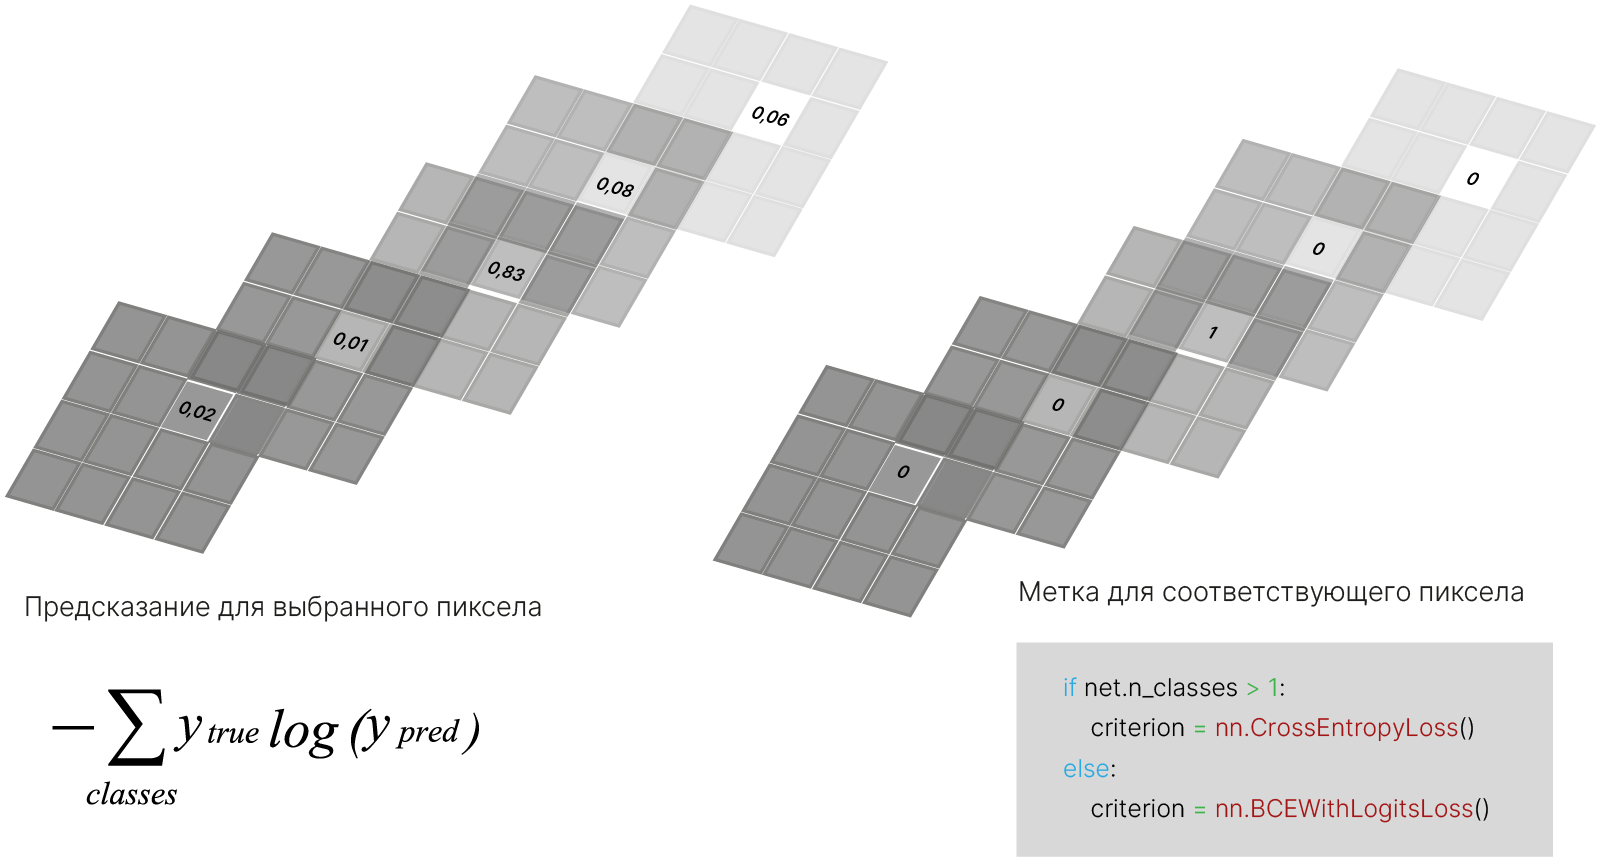 0,06
0,08
0,83
0,01
0,02
0
0
1
0
0
Предсказание для выбранного пиксела
Метка для соответствующего пиксела
− ∑ y true log (y pred )
classes
if net.n_classes > 1:
criterion = nn.CrossEntropyLoss()
else:
criterion = nn.BCEWithLogitsLoss()